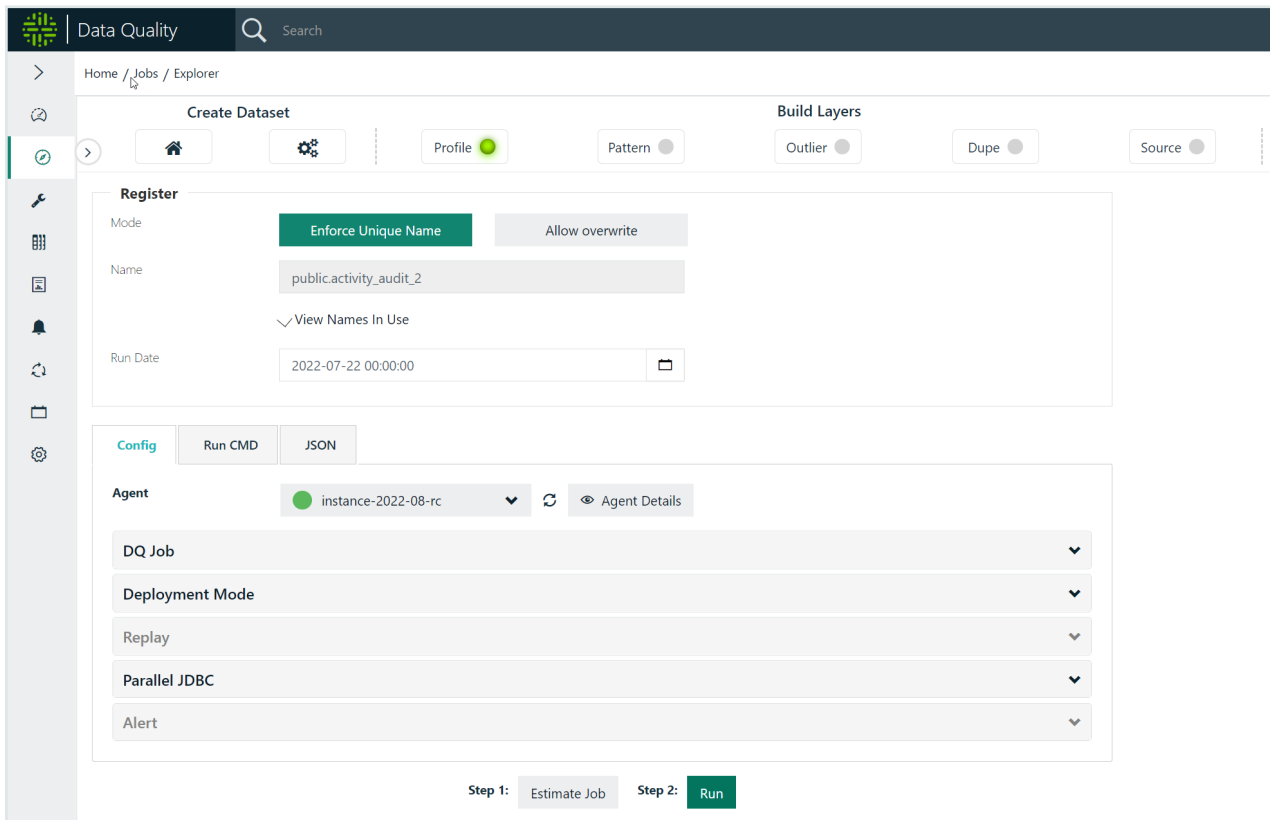 Data Quality
Search
Home / Jobs / Explorer
Create Dataset
Build Layers
Profile
Pattern
Outlier
Dupe
Source
Register
Mode
Enforce Unique Name
Allow overwrite
Name
public.activity_audit_2
View Names In Use
Run Date
2022-07-22 00:00:00
Config
Run CMD
JSON
Agent
instance-2022-08-rc
Agent Details
DQ Job
Deployment Mode
Replay
Parallel JDBC
Alert
Step 1:
Estimate Job
Step 2:
Run